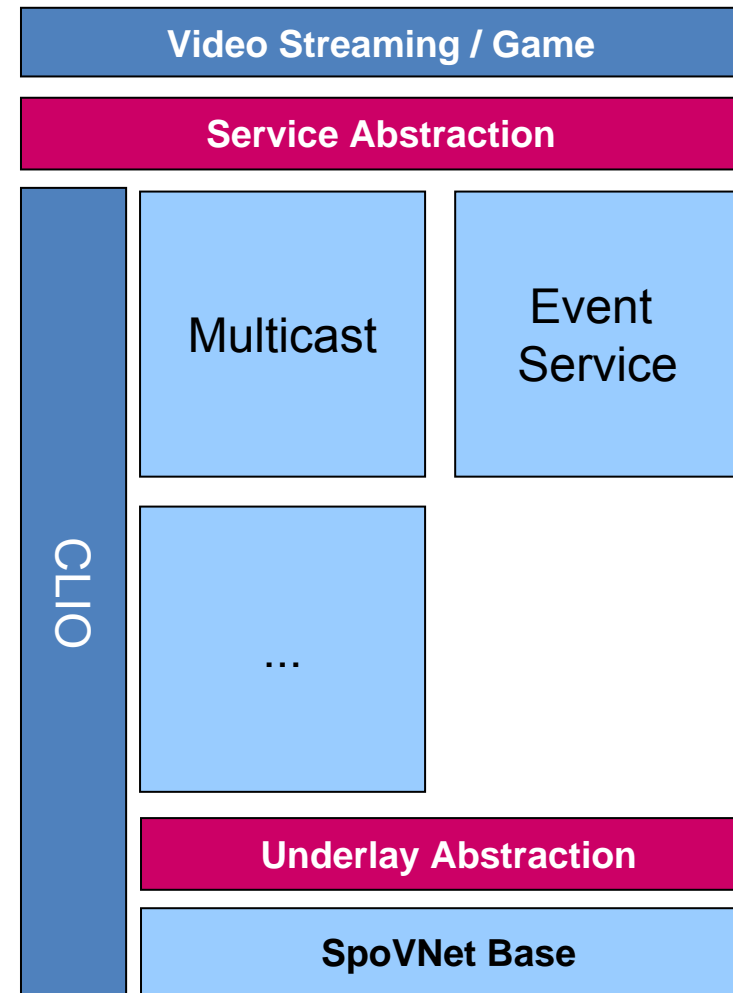 Video Streaming / Game
Service Abstraction
CLIO
Multicast
Event
Service
...
Underlay Abstraction
SpoVNet Base